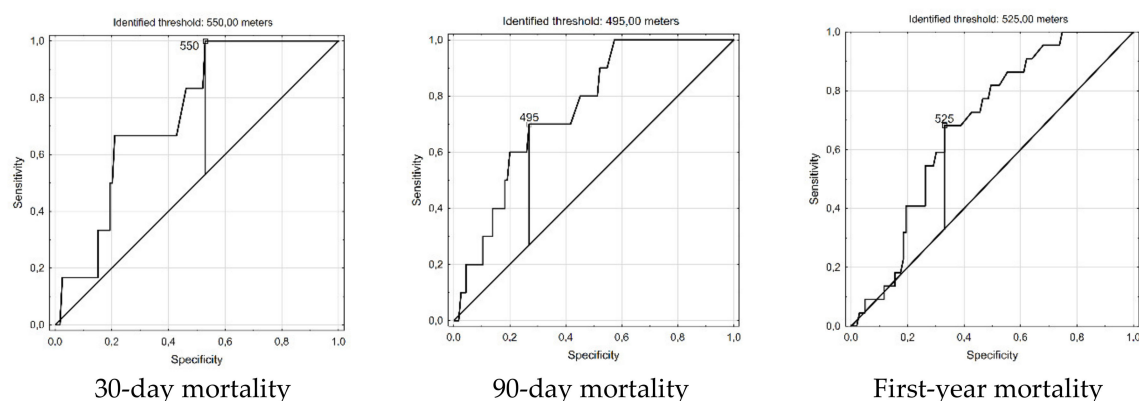 Identified threshold: 550,00 meters
1,0
550
0,8
0,6
Sensitivity
0,4
0,2
0,0
0.0 0.2 0.4 0.6 0.8 1.0
Specificity
30-day mortality
Identified threshold: 495,00 meters
1,0
0,8
495
0,6
Sensitivity
0,4
0,2
0,0
0.0 0.2 0.4 0.6 0.8 1.0
Specificity
90-day mortality
Identified threshold: 525,00 meters
1,0
0,8
525
0,6
Sensitivity
0,4
0,2
0,0
0.0 0.2 0.4 0.6 0.8 1.0
Specificity
First-year mortality